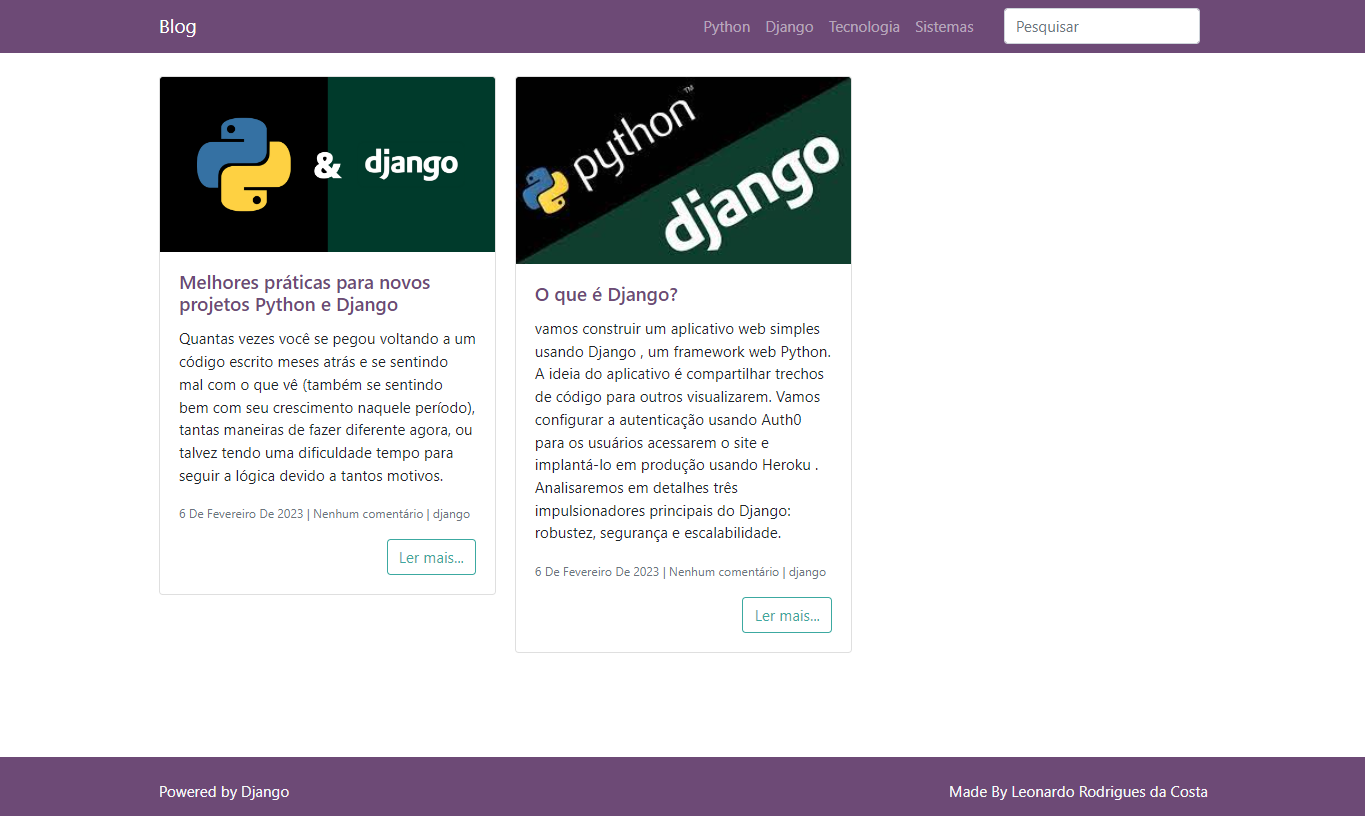 Blog
Python Django Tecnologia Sistemas Pesquisar
& django
Melhores práticas para novos
projetos Python e Django
Quantas vezes você se pegou voltando a um
código escrito meses atrás e se sentindo
mal com o que vê (também se sentindo
bem com seu crescimento naquele período),
tantas maneiras de fazer diferente agora, ou
talvez tendo uma dificuldade tempo para
seguir a lógica devido a tantos motivos.
6 De Fevereiro De 2023 | Nenhum comentário | django
Ler mais...
python™
django
O que é Django?
vamos construir um aplicativo web simples
usando Django , um framework web Python.
A ideia do aplicativo é compartilhar trechos
de código para outros visualizarem. Vamos
configurar a autenticação usando Auth0
para os usuários acessarem o site e
implantá-lo em produção usando Heroku .
Analisaremos em detalhes três
impulsionadores principais do Django:
robustez, segurança e escalabilidade.
6 De Fevereiro De 2023 | Nenhum comentário | django
Ler mais...
Powered by Django
Made By Leonardo Rodrigues da Costa